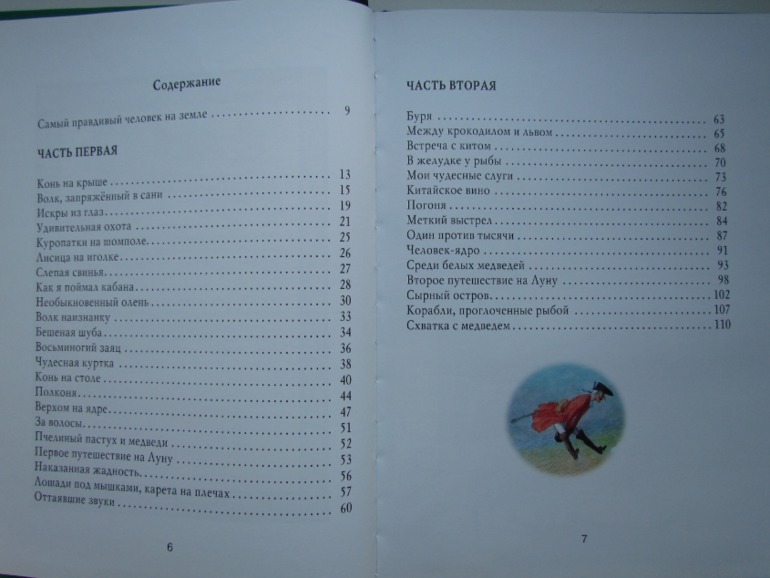 Содержание
Самый правдивый человек на земле 9
ЧАСТЬ ПЕРВАЯ
Конь на крыше 13
Волк, запряжённый в сани 15
Искры из глаз 19
Удивительная охота 21
Куропатки на шомполе 25
Лисица на иголке 26
Слепая свинья 27
Как я поймал кабана 28
Необыкновенный олень 30
Волк наизнанку 33
Бешеная шуба 34
Восьминогий заяц 36
Чудесная куртка 38
Конь на столе 40
Полконя 44
Верхом на ядре 47
За волосы 51
Пчелиный пастух и медведи 52
Первое путешествие на Луну 53
Наказанная жадность 56
Лошади под мышками, карета на плечах 57
Оттаявшие звуки 60
6
ЧАСТЬ ВТОРАЯ
Буря 63
Между крокодилом и львом 65
Встреча с китом 68
В желудке у рыбы 70
Мои чудесные слуги 73
Китайское вино 76
Погоня 82
Меткий выстрел 84
Один против тысячи 87
Человек-ядро 91
Среди белых медведей 93
Второе путешествие на Луну 98
Сырный остров 102
Корабли, проглоченные рыбой 107
Схватка с медведем 110
7